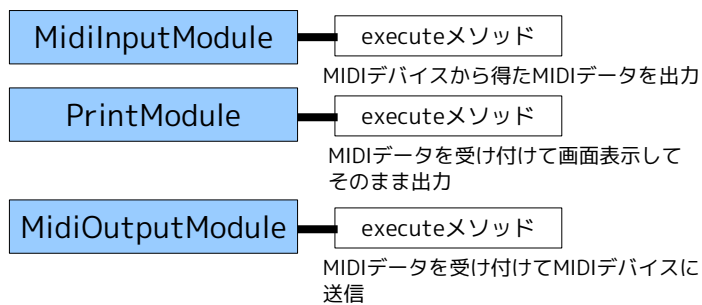 MidiInputModule
executeメソッド
MIDIデバイスから得たMIDIデータを出力
PrintModule
executeメソッド
MIDIデータを受け付けて画面表示して
そのまま出力
MidiOutputModule
executeメソッド
MIDIデータを受け付けてMIDIデバイスに
送信